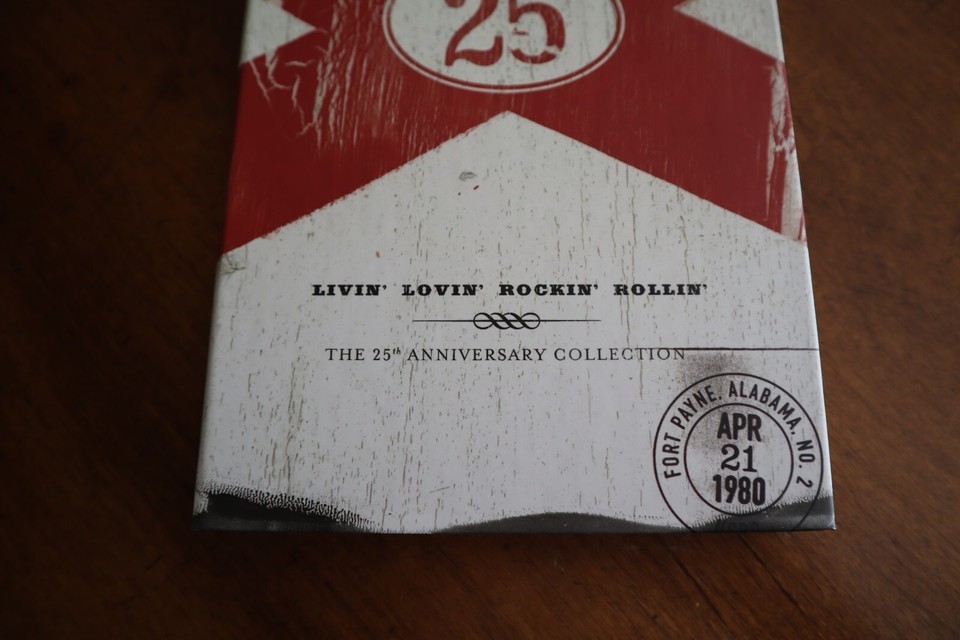 25
LIVIN' LOVIN' ROCKIN' ROLLIN'
THE 25th ANNIVERSARY COLLECTION
FORT PAYNE, ALABAMA, NO. 2
APR
21
1980